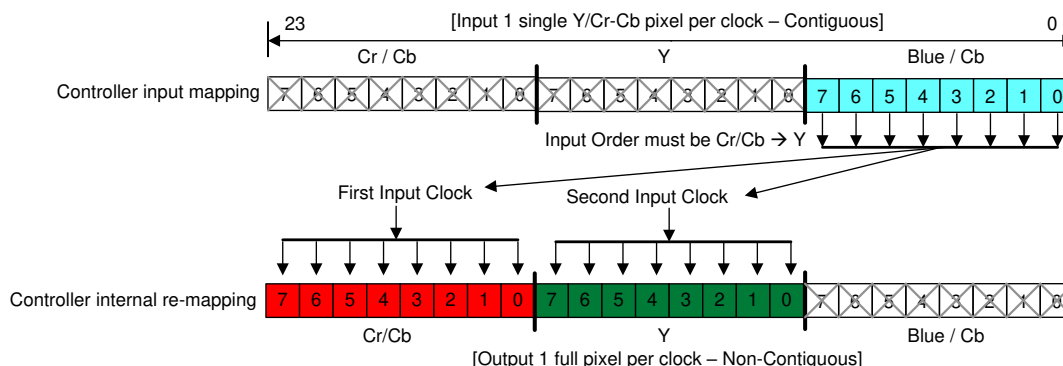 [Input 1 single Y/Cr-Cb pixel per clock – Contiguous]
23 0
Cr / Cb Y Blue / Cb
Controller input mapping 7 6 5 4 3 2 1 0 7 6 5 4 3 2 1 0 7 6 5 4 3 2 1 0
Input Order must be Cr/Cb → Y
First Input Clock Second Input Clock
Controller internal re-mapping 7 6 5 4 3 2 1 0 7 6 5 4 3 2 1 0 7 6 5 4 3 2 1 0
Cr/Cb Y Blue / Cb
[Output 1 full pixel per clock – Non-Contiguous]